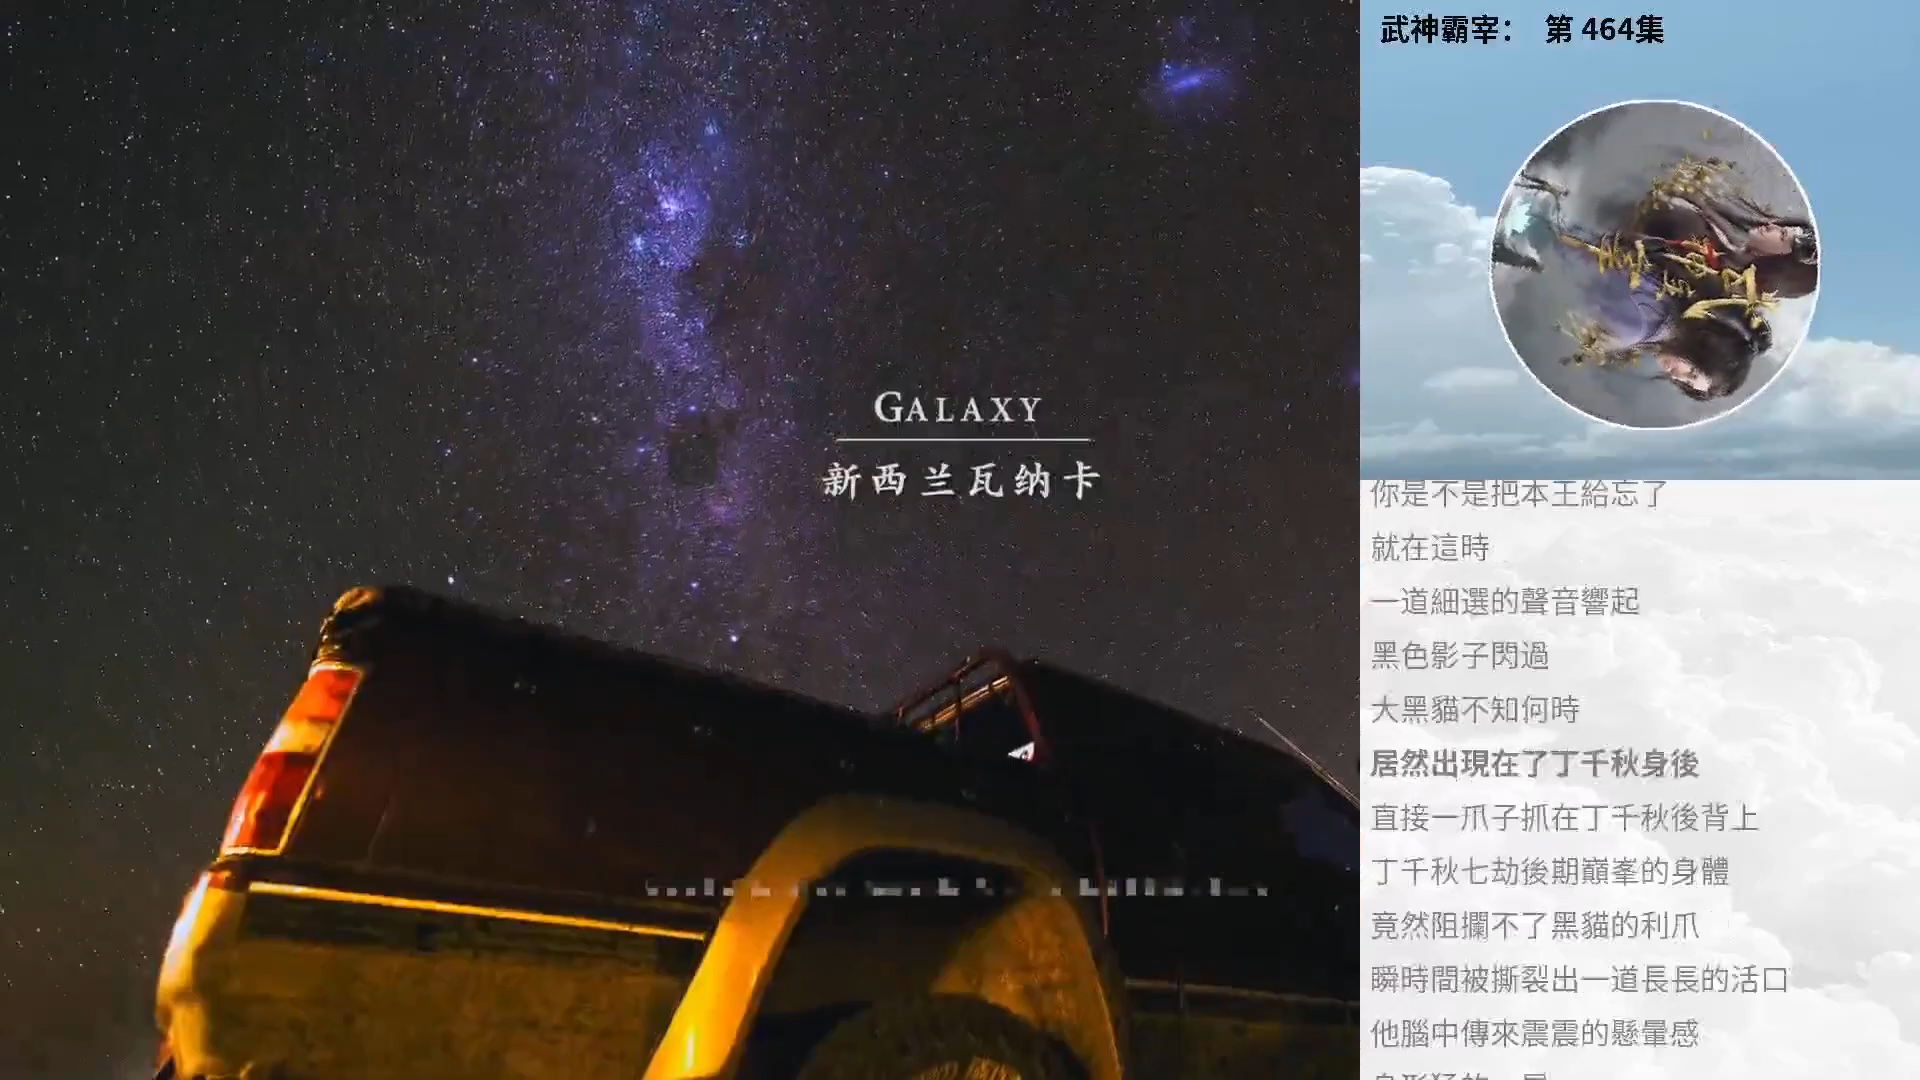 GALAXY
新西兰瓦纳卡
武神霸宰： 第 464集
你是不是把本王給忘了
就在這時
一道細選的聲音響起
黑色影子閃過
大黑貓不知何時
居然出現在了丁千秋身後
直接一爪子抓在丁千秋後背上
丁千秋七劫後期巔峯的身體
竟然阻攔不了黑貓的利爪
瞬時間被撕裂出一道長長的活口
他腦中傳來震震的懸暈感